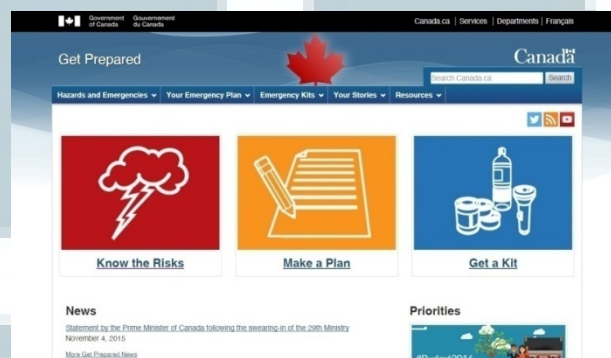 Government of Canada
Gouvernement du Canada
Canada.ca | Services | Departments | Français
Get Prepared
Canada
Search Canada.ca
Search
Hazards and Emergencies
Your Emergency Plan
Emergency Kits
Your Stories
Resources
Know the Risks
Make a Plan
Get a Kit
News
Priorities
Statement by the Prime Minister of Canada following the swearing-in of the 29th Ministry
November 4, 2015
More Get Prepared News
#Budget2016